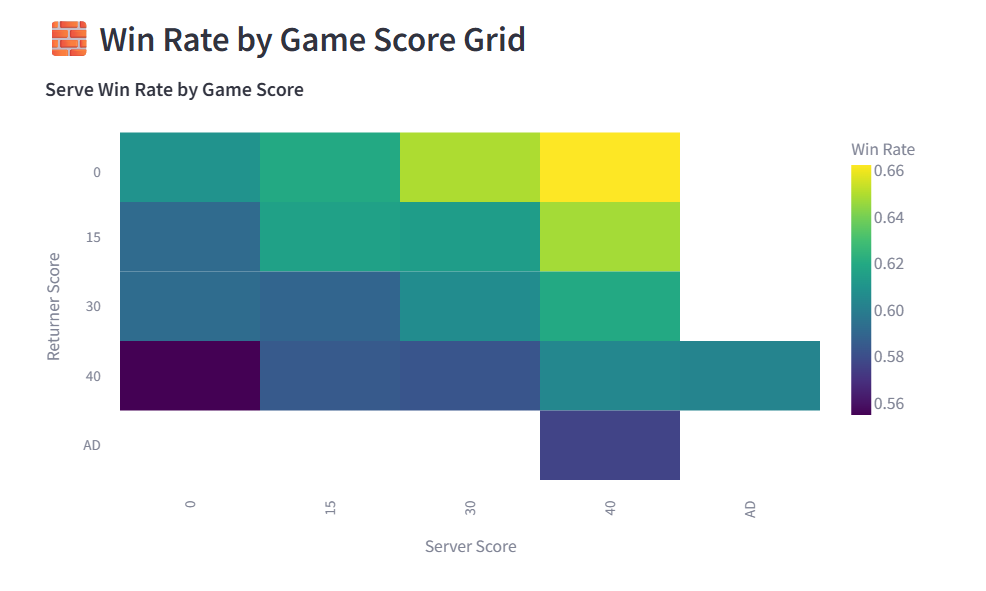 Win Rate by Game Score Grid
Serve Win Rate by Game Score
Win Rate
0.66
0.64
0.62
0.60
0.58
0.56
Returner Score
0
15
30
40
AD
0
15
30
40
AD
Server Score